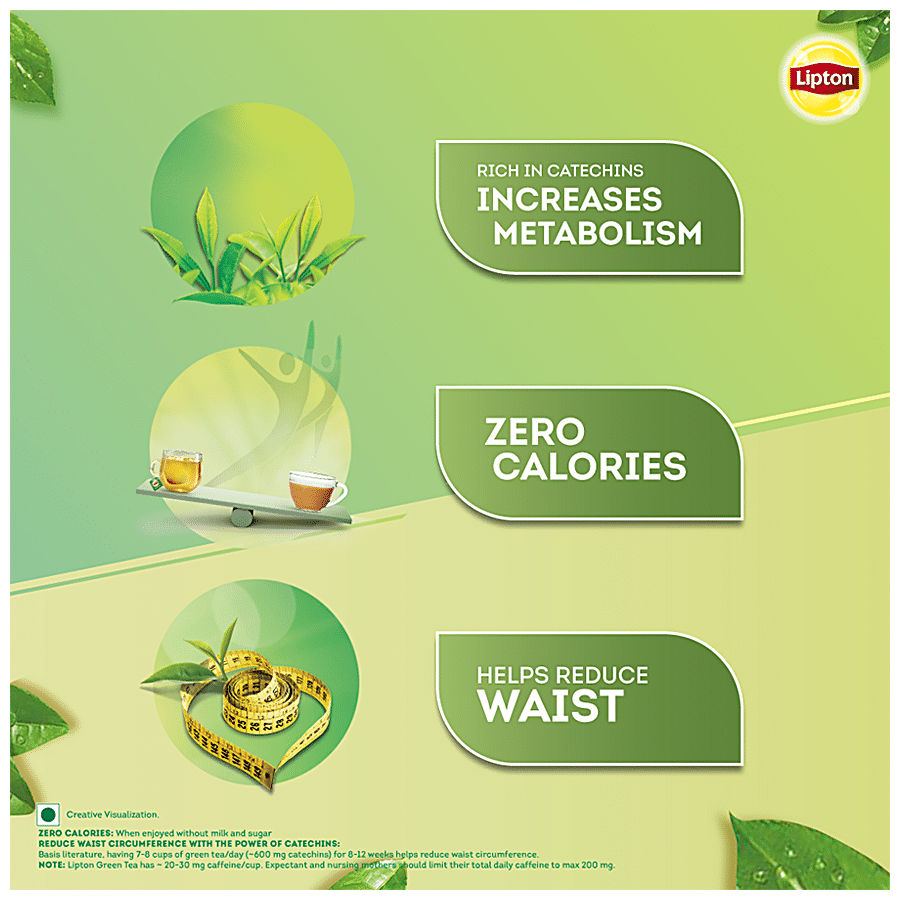 Lipton
RICH IN CATECHINS
INCREASES
METABOLISM
ZERO
CALORIES
HELPS REDUCE
WAIST
Creative Visualization.
ZERO CALORIES: When enjoyed without milk and sugar
REDUCE WAIST CIRCUMFERENCE WITH THE POWER OF CATECHINS:
Basis literature, having 7-8 cups of green tea/day (~600 mg catechins) for 8-12 weeks helps reduce waist circumference.
NOTE: Lipton Green Tea has ~ 20-30 mg caffeine/cup. Expectant and nursing mothers should limit their total daily caffeine to max 200 mg.